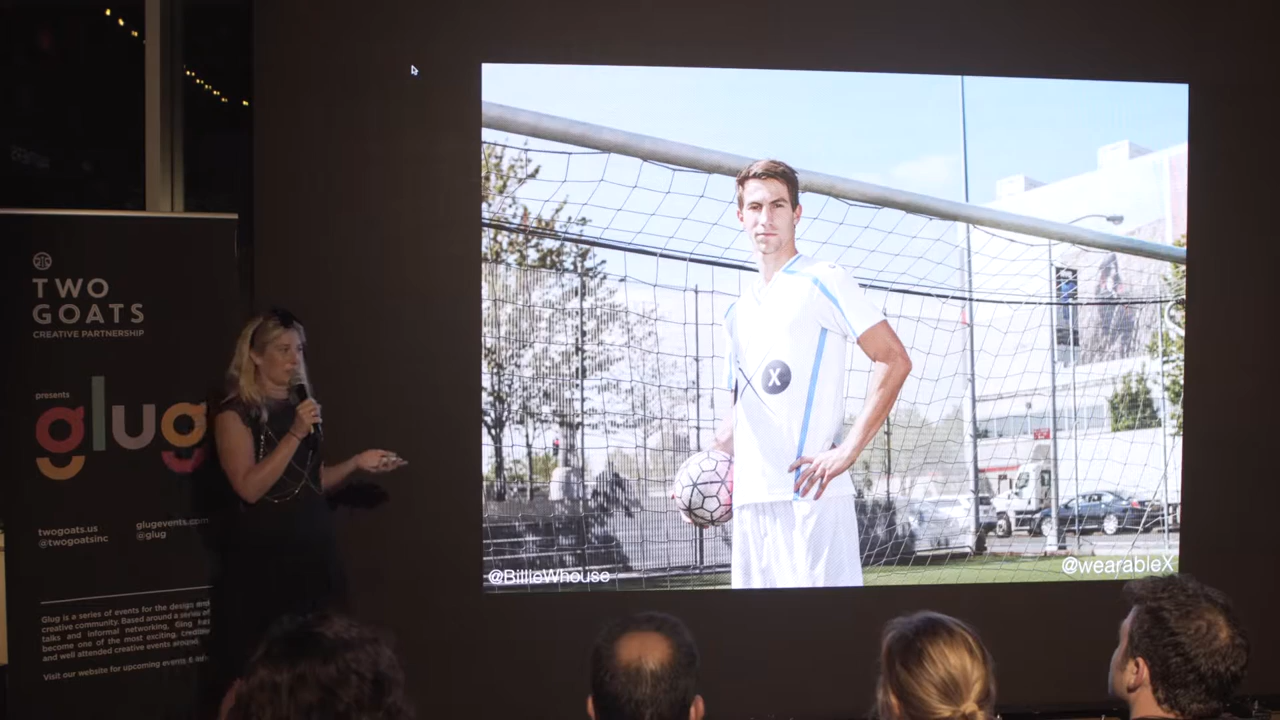 TWO
GOATS
CREATIVE PARTNERSHIP
presents
glug
twogoats.us
@twogoatsinc
glugevents.com
@glug
Glug is a series of events for the design and
creative community. Based around a series of
talks and informal networking, Glug has
become one of the most exciting, credible
and well attended creative events around.
Visit our website for upcoming events &
X
@BillieWhouse
@wearableX